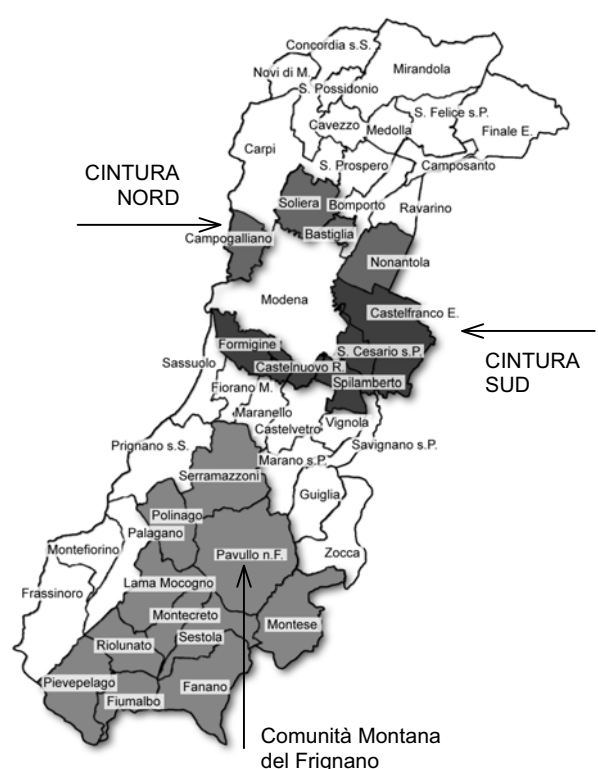 Concordia s.S.
Mirandola
Novi di M.
S. Possidonio
S. Felice s.P.
Cavezzo
Medolla
Finale E.
Carpi
S. Prospero
Camposanto
CINTURA
NORD
Soliera
Bomporto
Ravarino
Bastiglia
Campogalliano
Nonantola
Modena
Castelfranco E.
Formigine
S. Cesario s.P.
CINTURA
SUD
Sassuolo
Castelnuovo R.
Spilamberto
Fiorano M.
Maranello
Vignola
Castelvetro
Savignano s.P.
Prignano s.S.
Marano s.P.
Serramazzoni
Guiglia
Polinago
Palagano
Montefiorino
Pavullo n.F.
Zocca
Lama Mocogno
Frassinoro
Montecreto
Montese
Sestola
Riolunato
Pievepelago
Fanano
Fiumalbo
Comunità Montana
del Frignano